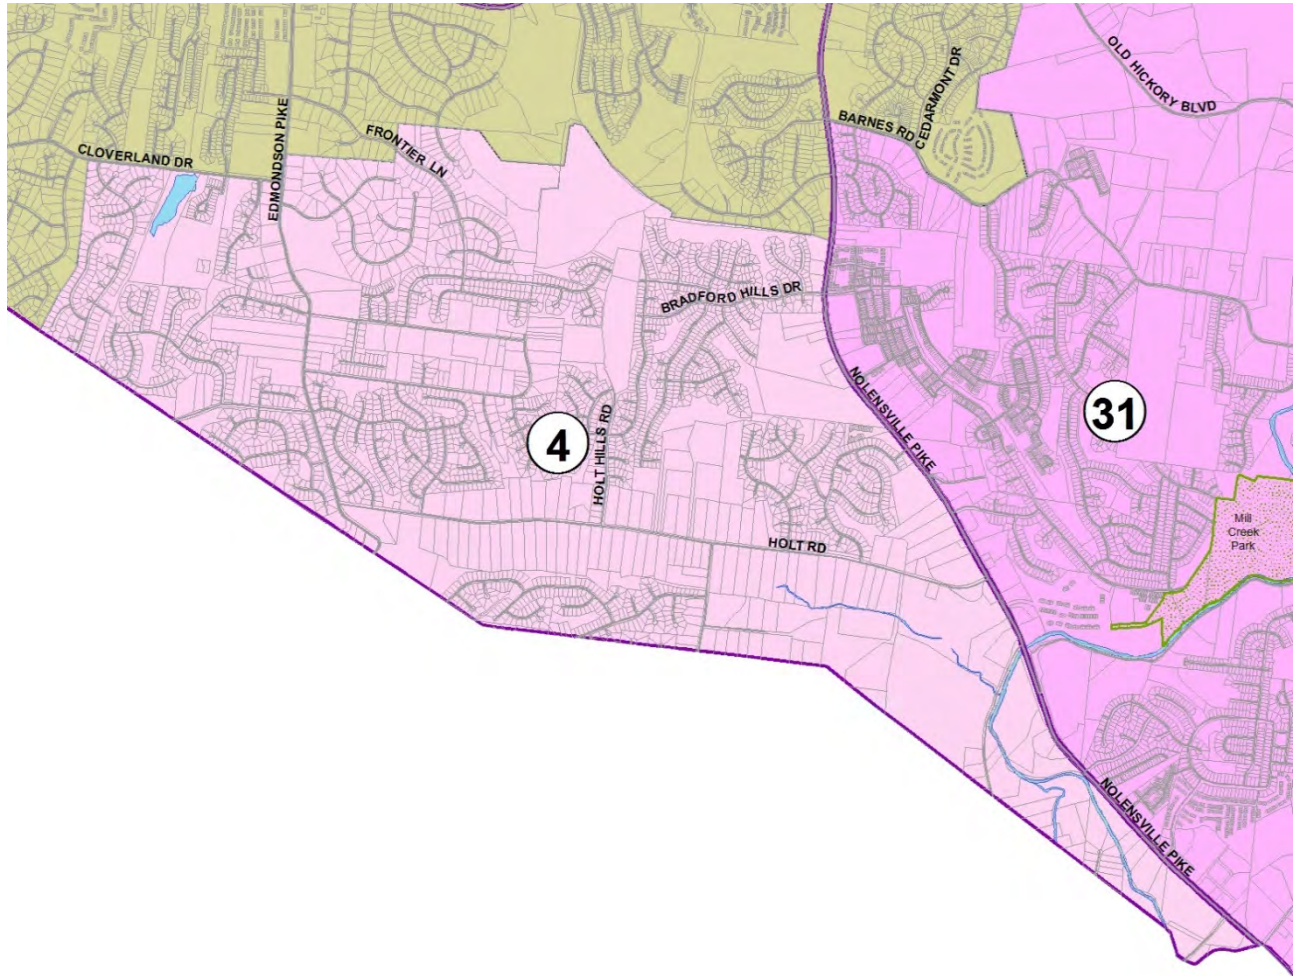 OLD HICKORY BLVD
CEDARMONT DR
BARNES RD
FRONTIER LN
CLOVERLAND DR
EDMONDSON PIKE
BRADFORD HILLS DR
NOLENSVILLE PIKE
31
4
HOLT HILLS RD
Mill
Creek
Park
HOLT RD
NOLENSVILLE PIKE